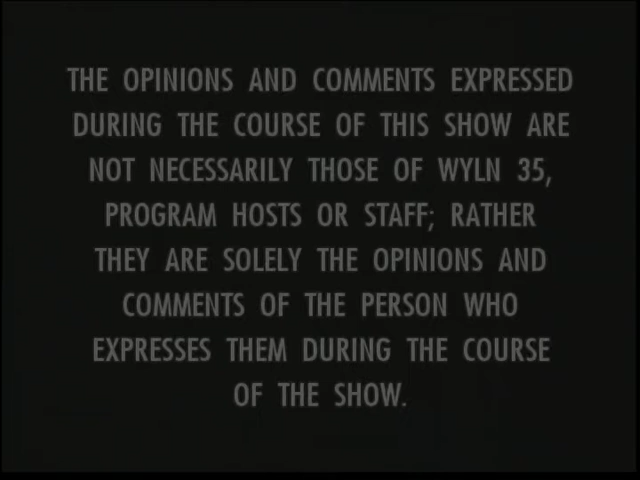 THE OPINIONS AND COMMENTS EXPRESSED
DURING THE COURSE OF THIS SHOW ARE
NOT NECESSARILY THOSE OF WYLN 35,
PROGRAM HOSTS OR STAFF; RATHER
THEY ARE SOLELY THE OPINIONS AND
COMMENTS OF THE PERSON WHO
EXPRESSES THEM DURING THE COURSE
OF THE SHOW.